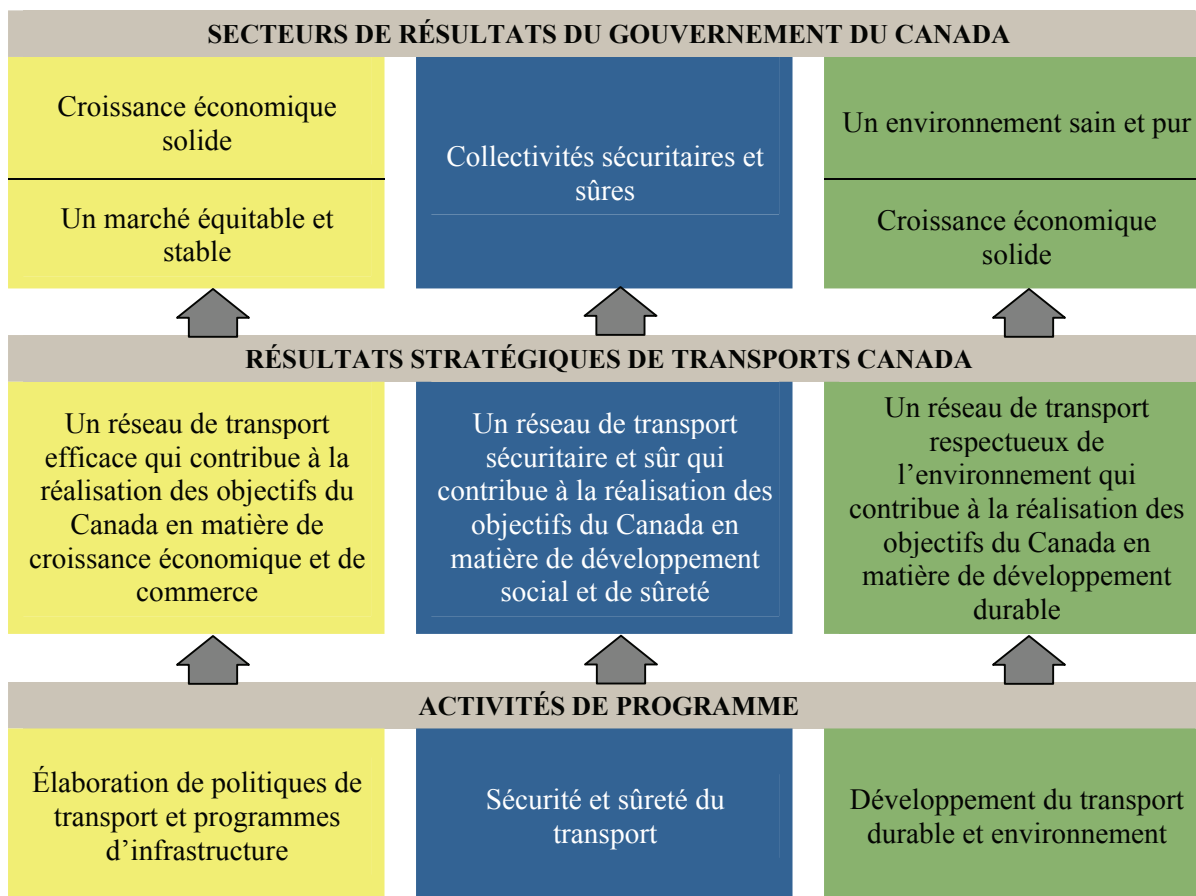 SECTEURS DE RÉSULTATS DU GOUVERNEMENT DU CANADA
Croissance économique
solide
Un marché équitable et
stable
Collectivités sécuritaires et
sûres
Un environnement sain et pur
Croissance économique
solide
RÉSULTATS STRATÉGIQUES DE TRANSPORTS CANADA
Un réseau de transport
efficace qui contribue à la
réalisation des objectifs du
Canada en matière de
croissance économique et de
commerce
Un réseau de transport
sécuritaire et sûr qui
contribue à la réalisation des
objectifs du Canada en
matière de développement
social et de sûreté
Un réseau de transport
respectueux de
l’environnement qui
contribue à la réalisation des
objectifs du Canada en
matière de développement
durable
ACTIVITÉS DE PROGRAMME
Élaboration de politiques de
transport et programmes
d’infrastructure
Sécurité et sûreté du
transport
Développement du transport
durable et environnement